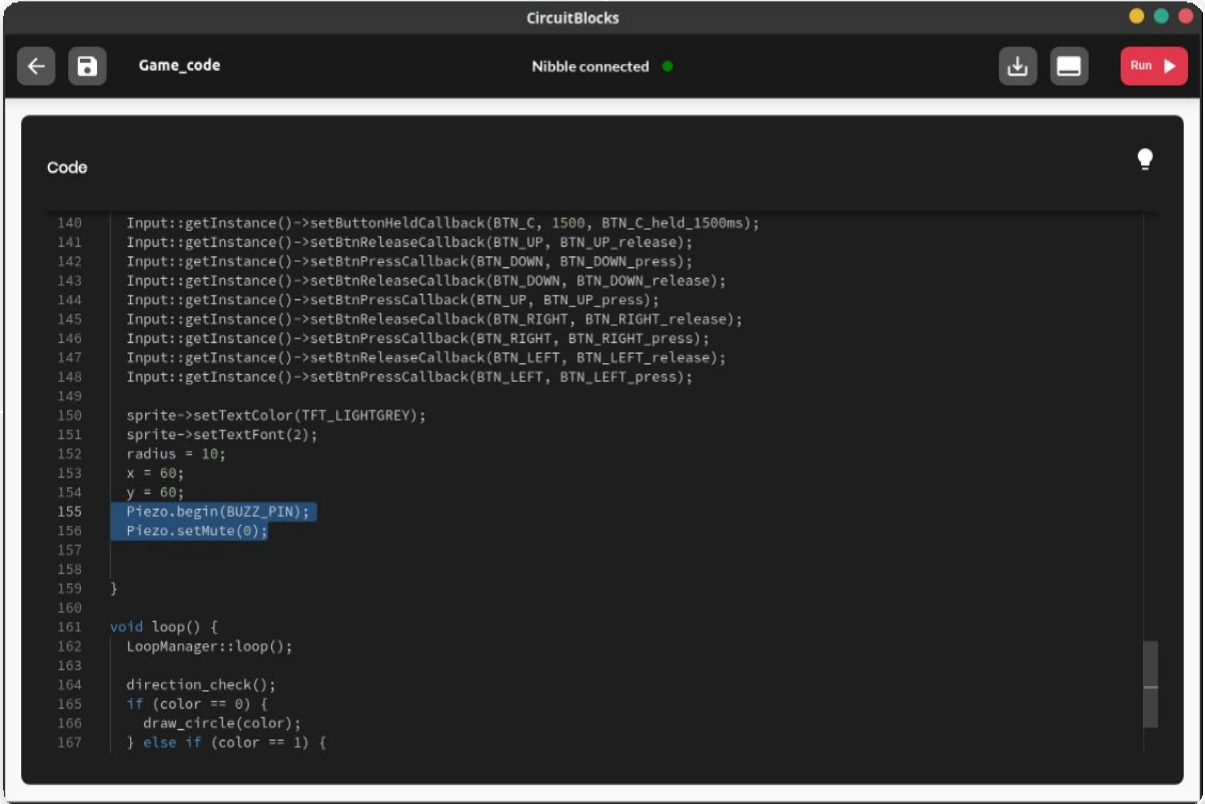 CircuitBlocks
Game_code
Nibble connected
Run
Code
140 Input::getInstance()->setButtonHeldCallback(BTN_C, 1500, BTN_C_held_1500ms);
141 Input::getInstance()->setBtnReleaseCallback(BTN_UP, BTN_UP_release);
142 Input::getInstance()->setBtnPressCallback(BTN_DOWN, BTN_DOWN_press);
143 Input::getInstance()->setBtnReleaseCallback(BTN_DOWN, BTN_DOWN_release);
144 Input::getInstance()->setBtnPressCallback(BTN_UP, BTN_UP_press);
145 Input::getInstance()->setBtnReleaseCallback(BTN_RIGHT, BTN_RIGHT_release);
146 Input::getInstance()->setBtnPressCallback(BTN_RIGHT, BTN_RIGHT_press);
147 Input::getInstance()->setBtnReleaseCallback(BTN_LEFT, BTN_LEFT_release);
148 Input::getInstance()->setBtnPressCallback(BTN_LEFT, BTN_LEFT_press);
149
150 sprite->setTextColor(TFT_LIGHTGREY);
151 sprite->setTextFont(2);
152 radius = 10;
153 x = 60;
154 y = 60;
155 Piezo.begin(BUZZ_PIN);
156 Piezo.setMute(0);
157
158
159 }
160
161 void loop() {
162 LoopManager::loop();
163
164 direction_check();
165 if (color == 0) {
166 draw_circle(color);
167 } else if (color == 1) {